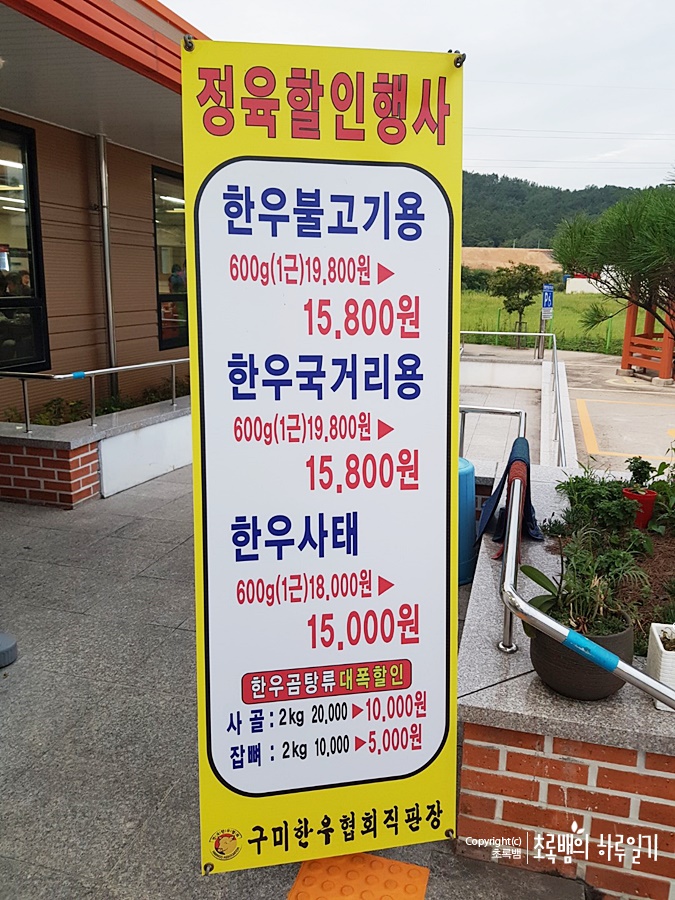 정육할인행사
한우불고기용
600g(1근)19,800원 ▶
15,800원
한우국거리용
600g(1근)19,800원 ▶
15,800원
한우사태
600g(1근)18,000원 ▶
15,000원
한우곰탕류 대폭할인
사골 : 2kg 20,000 ▶10,000원
잡뼈 : 2kg 10,000 ▶5,000원
구미한우협회직판장
Copyright(c)
초록뱀
초록뱀의 하루일기